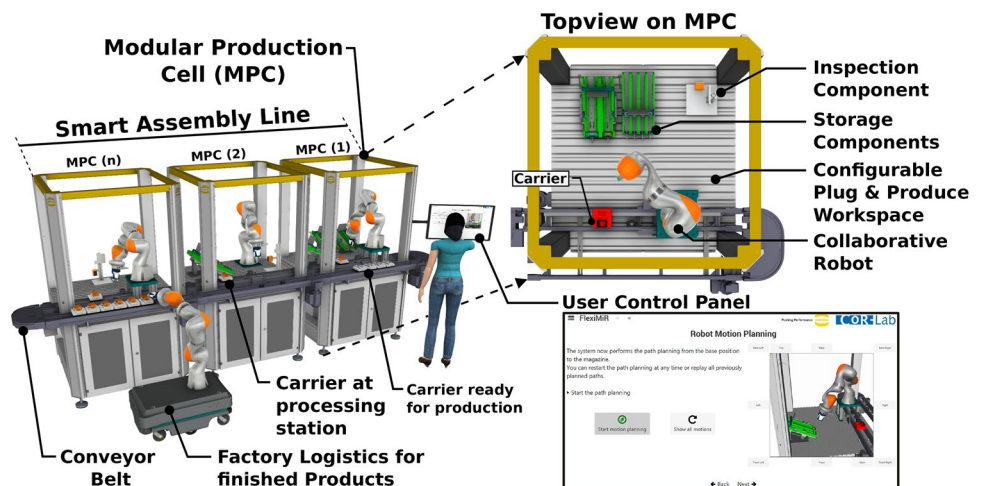 Topview on MPC
Modular Production
Cell (MPC)
Smart Assembly Line
MPC (n)
MPC (2)
MPC (1)
Carrier
Inspection
Component
Storage
Components
Configurable
Plug & Produce
Workspace
Collaborative
Robot
User Control Panel
Carrier at
processing
station
Carrier ready
for production
Conveyor
Belt
Factory Logistics for
finished Products
FlexiMiR
COR-Lab
Robot Motion Planning
The system now performs the path planning from the base position
to the magazine.
You can restart the path planning at any time or replay all previously
planned paths.
Start the path planning
Start motion planning
Show all motions
Back
Next